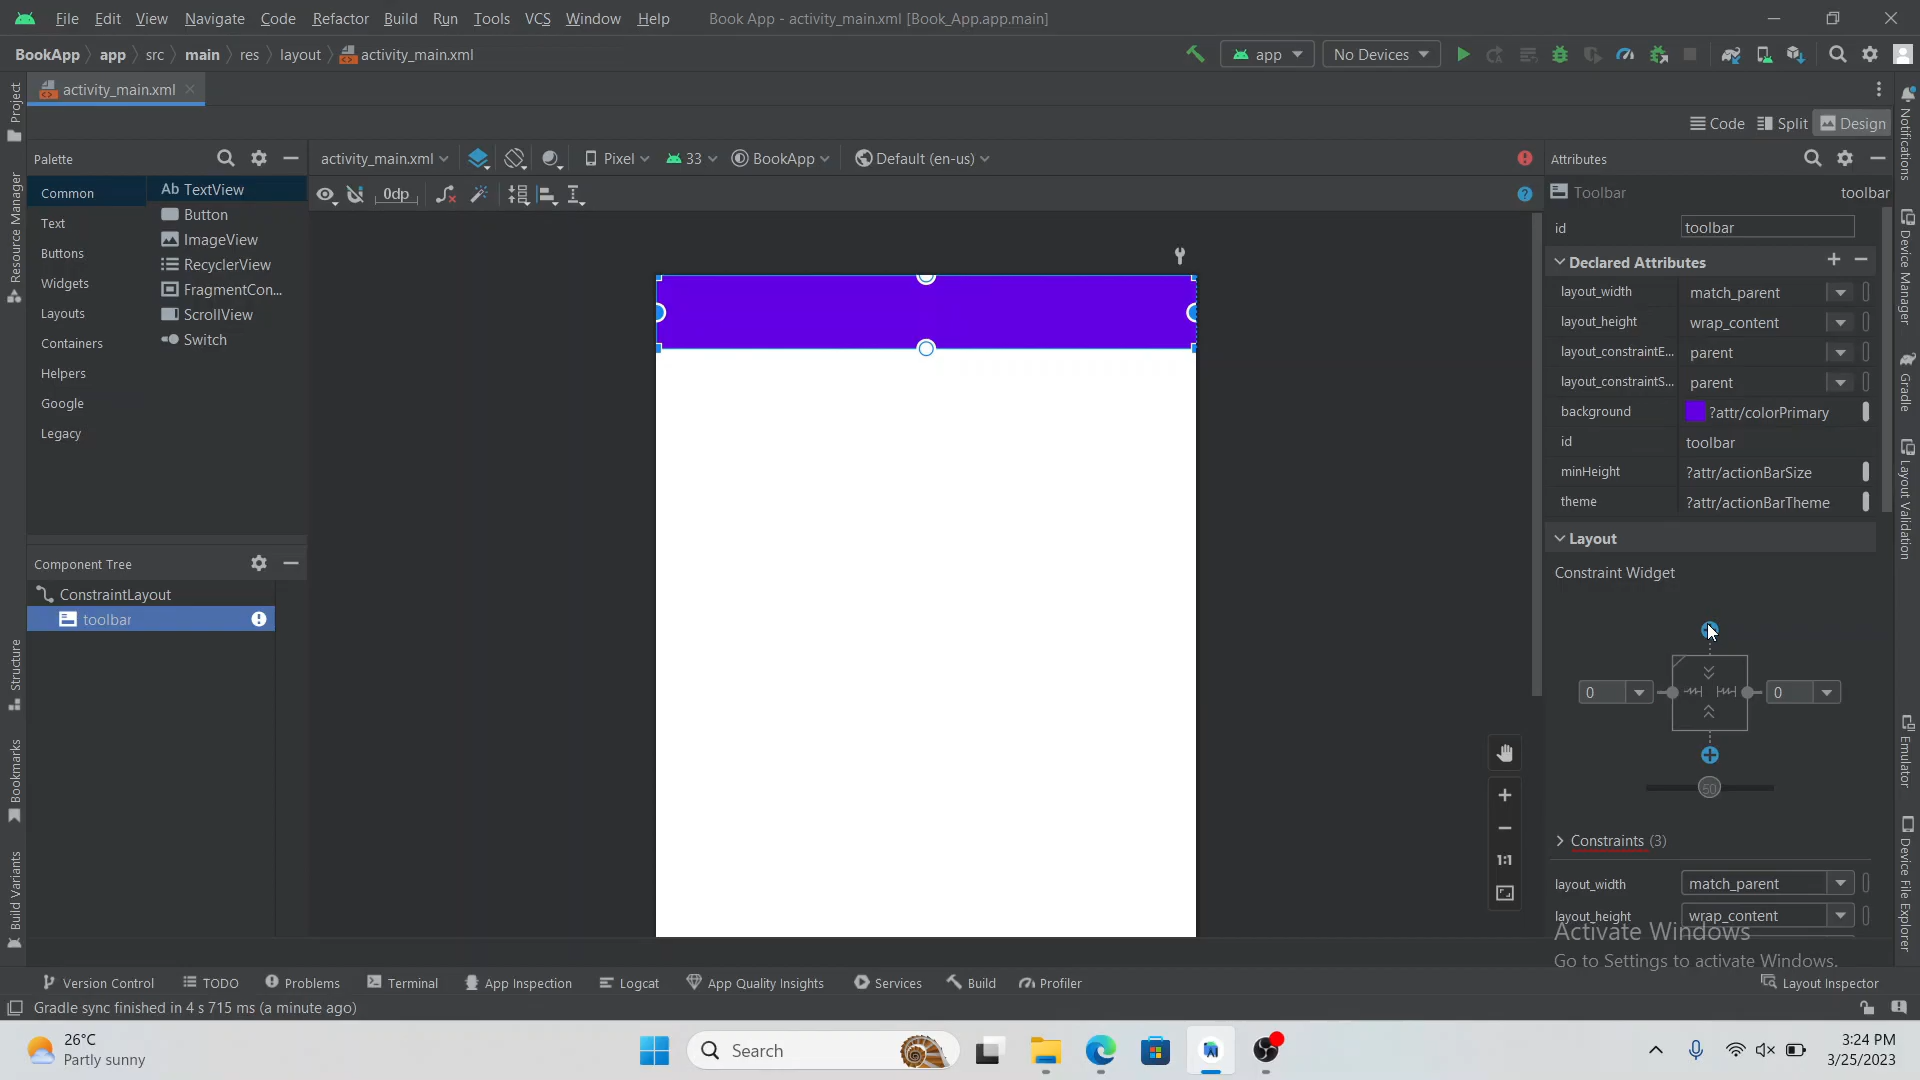 File Edit View Navigate Code Refactor Build Run Tools VCS Window Help Book App - activity_main.xml [Book_App.app.main]
BookApp app src main res layout activity_main.xml app No Devices
activity_main.xml
Code Split Design
Palette activity_main.xml Pixel 33 BookApp Default (en-us) Attributes
Common Ab TextView 0dp Toolbar toolbar
Text Button id toolbar
Buttons ImageView Declared Attributes
Widgets RecyclerView layout_width match_parent
Layouts FragmentCon... layout_height wrap_content
Containers ScrollView layout_constraintE... parent
Helpers Switch layout_constraintS... parent
Google background ?attr/colorPrimary
Legacy id toolbar
minHeight ?attr/actionBarSize
theme ?attr/actionBarTheme
Component Tree Layout
ConstraintLayout Constraint Widget
toolbar
0 0
50
1:1
Constraints (3)
layout_width match_parent
layout_height wrap_content
Activate Windows
Go to Settings to activate Windows.
Project
Resource Manager
Structure
Bookmarks
Build Variants
Notifications
Device Manager
Gradle
Layout Validation
Emulator
Device File Explorer
Version Control TODO Problems Terminal App Inspection Logcat App Quality Insights Services Build Profiler Layout Inspector
Gradle sync finished in 4 s 715 ms (a minute ago)
26°C
Partly sunny
Search
3:24 PM
3/25/2023